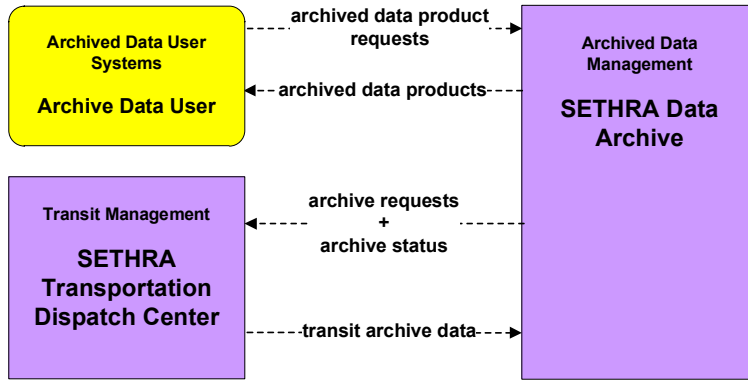 Archived Data User
Systems
Archive Data User
archived data product
requests
archived data products
Archived Data
Management
SETHRA Data
Archive
Transit Management
SETHRA
Transportation
Dispatch Center
archive requests
+
archive status
transit archive data